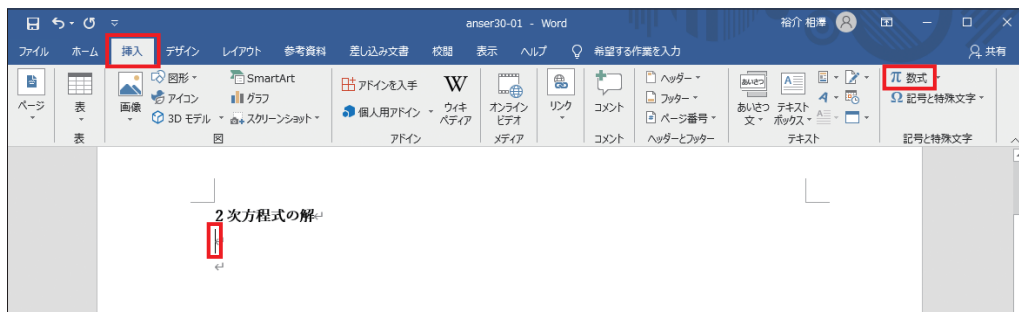 anser30-01 - Word
裕介 相澤
ファイル ホーム 挿入 デザイン レイアウト 参考資料 差し込み文書 校閲 表示 ヘルプ 希望する作業を入力 共有
ページ
表
表
画像
図形
アイコン
3D モデル
SmartArt
グラフ
スクリーンショット
図
アドインを入手
個人用アドイン
W
ウィキ
ペディア
アドイン
オンライン
ビデオ
メディア
リンク
コメント
コメント
ヘッダー
フッター
ページ番号
ヘッダーとフッター
あいさつ
あいさつ
文
A
テキスト
ボックス
テキスト
π 数式
Ω 記号と特殊文字
記号と特殊文字
2 次方程式の解